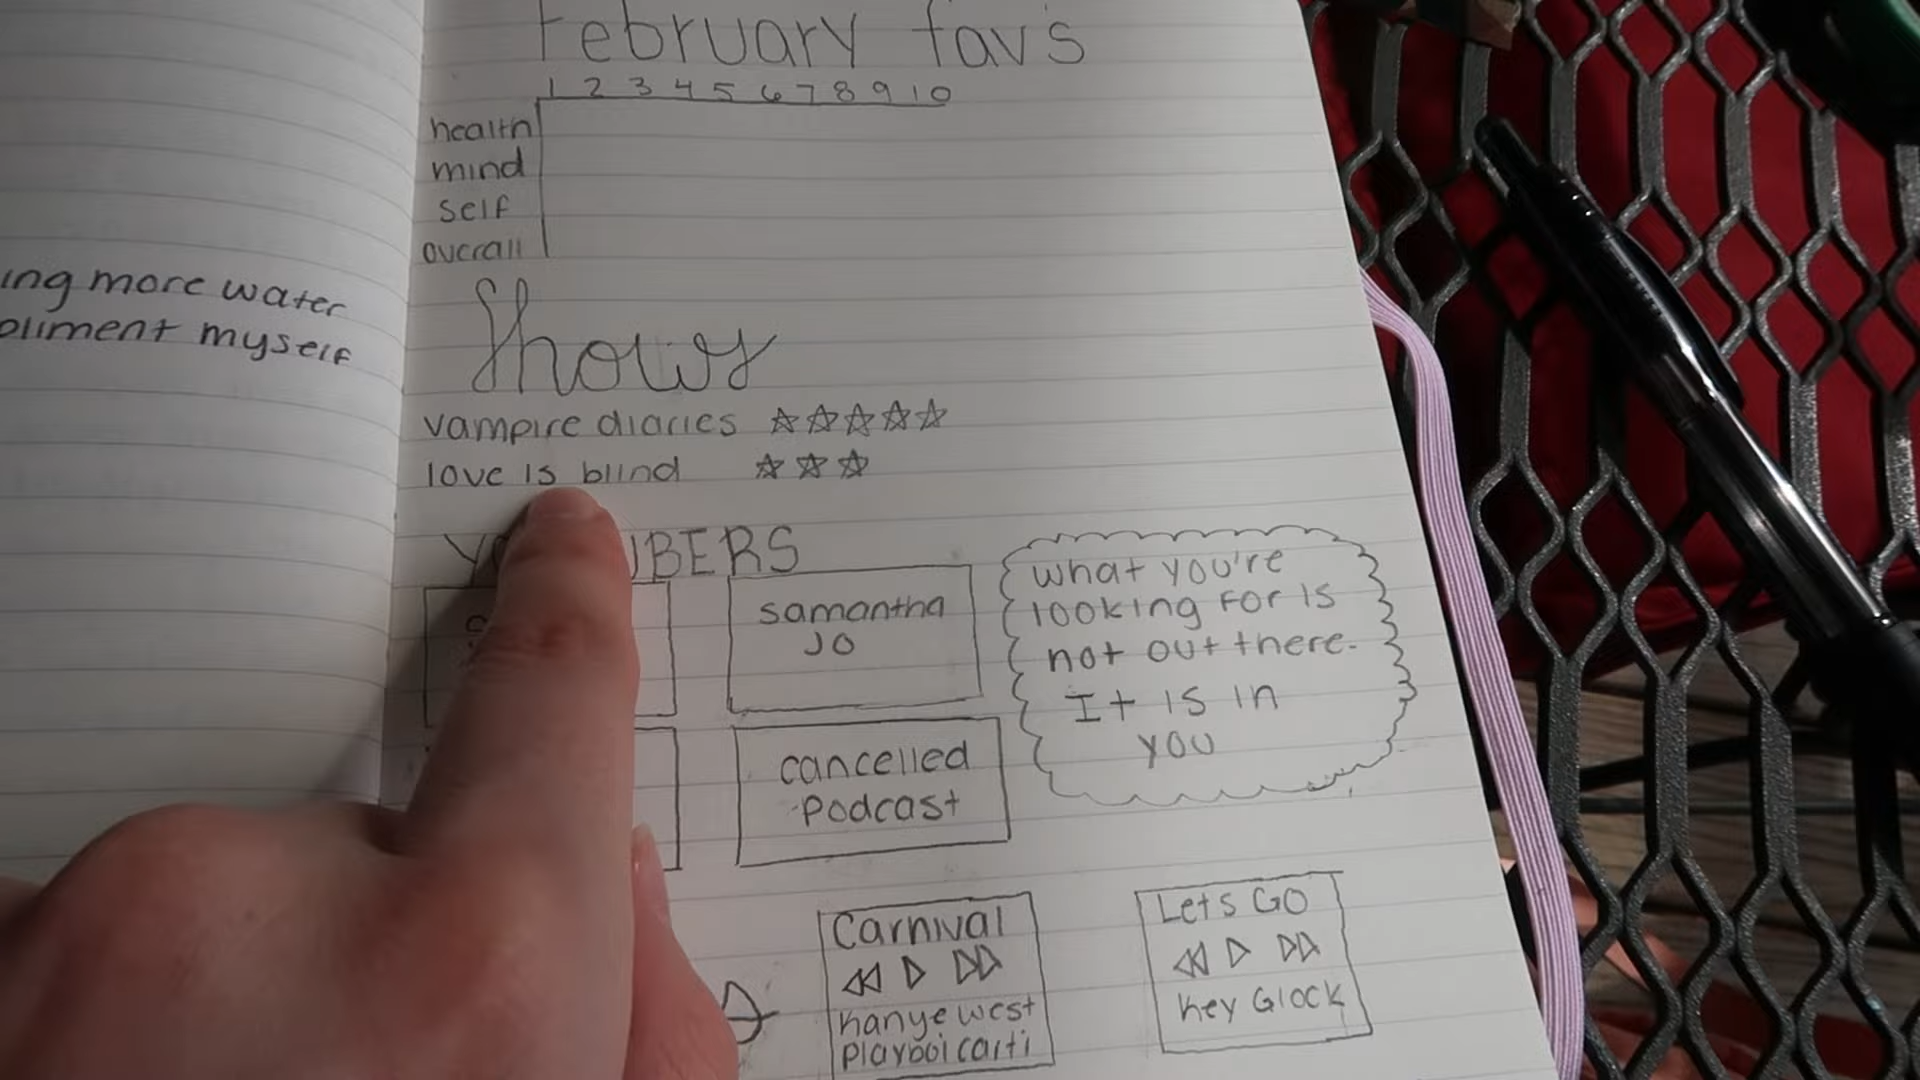 February fav's
1 2 3 4 5 6 7 8 9 10
health
mind
self
overall
ing more water
pliment myself
Shows
vampire diaries ☆☆☆☆☆
love is blind ☆☆☆
samantha
JO
cancelled
podcast
what you're
looking for is
not out there.
It is in
you
Carnival
kanye west
playboi carti
Lets GO
Key Glock